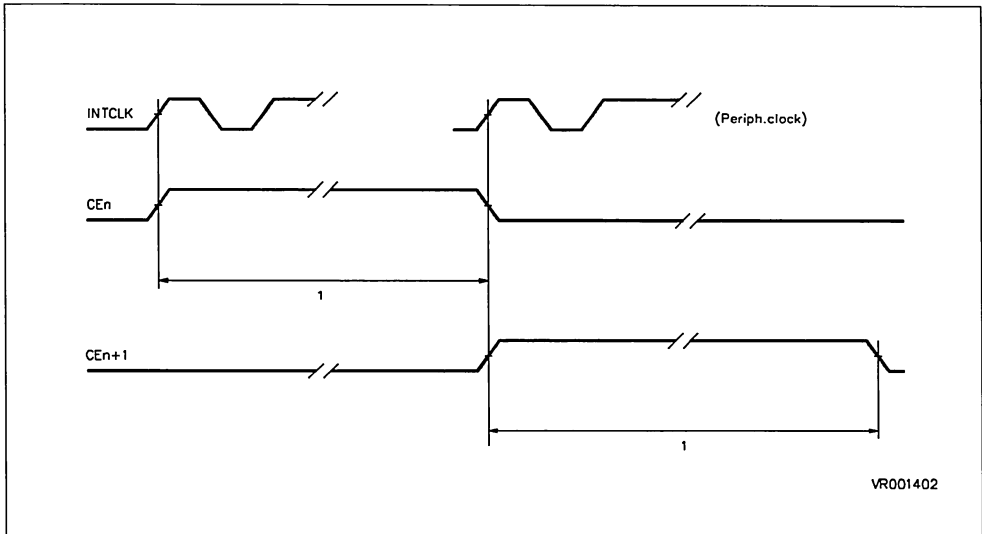 INTCLK
(Periph.clock)
CEn
1
CEn+1
1
VR001402